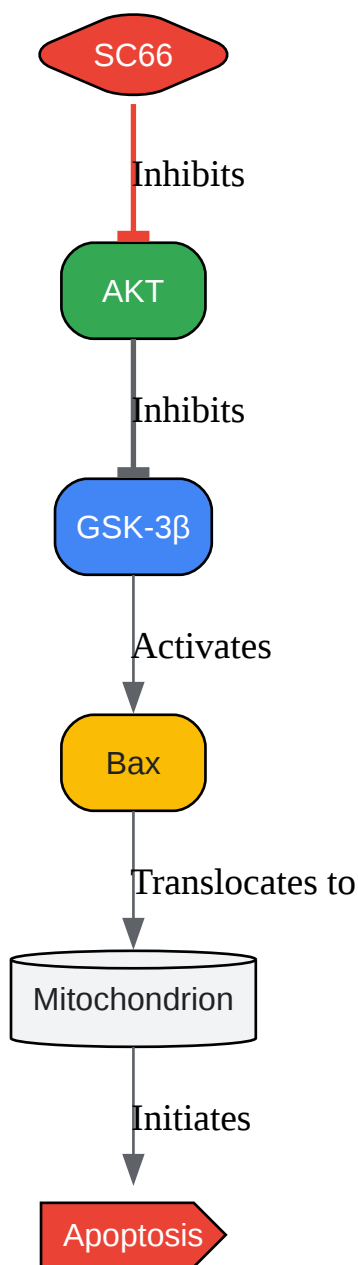 SC66
Inhibits
AKT
Inhibits
GSK-3β
Activates
Bax
Translocates to
Mitochondrion
Initiates
Apoptosis